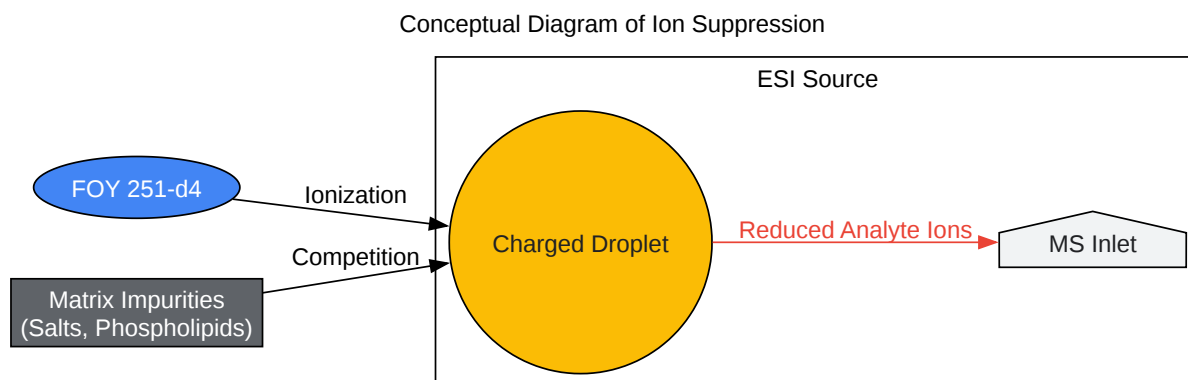 Conceptual Diagram of Ion Suppression
ESI Source
FOY 251-d4
Ionization
Competition
Matrix Impurities
(Salts, Phospholipids)
Charged Droplet
Reduced Analyte Ions
MS Inlet